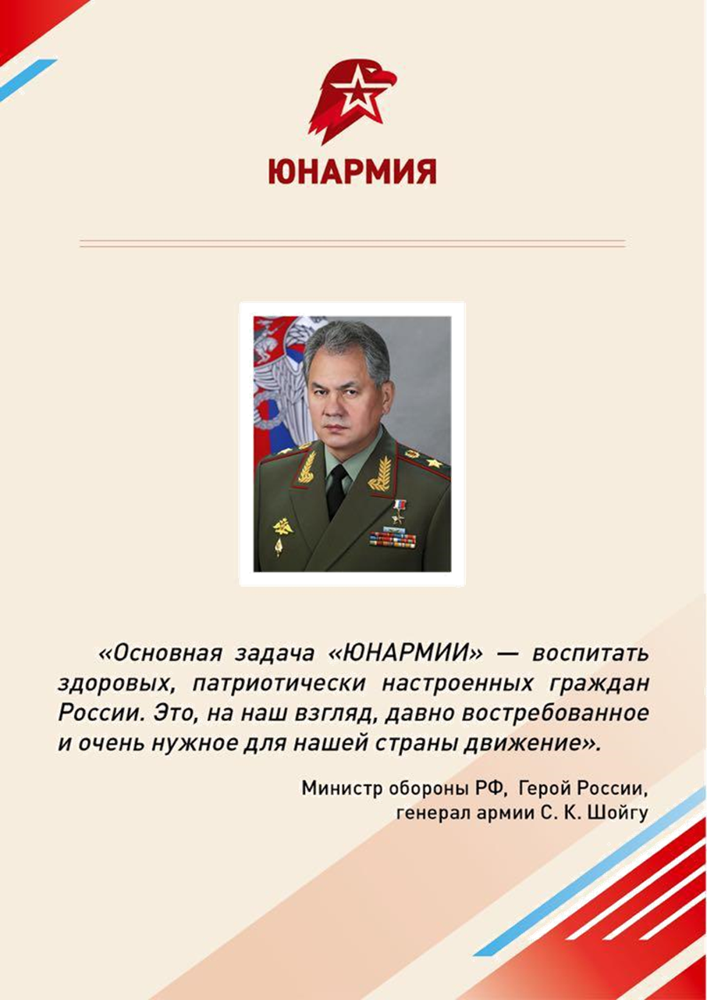 ЮНАРМИЯ
«Основная задача «ЮНАРМИИ» — воспитать
здоровых, патриотически настроенных граждан
России. Это, на наш взгляд, давно востребованное
и очень нужное для нашей страны движение».
Министр обороны РФ, Герой России,
генерал армии С. К. Шойгу